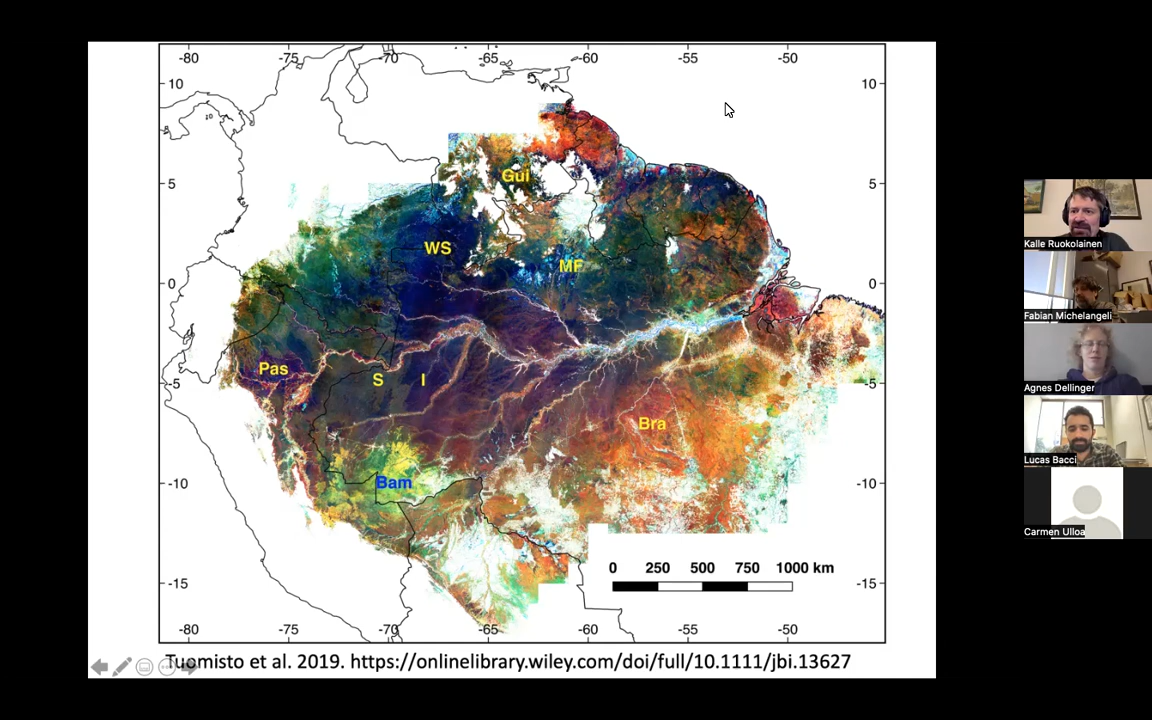 -80 -75 -70 -65 -60 -55 -50
10 10
5 5
0 0
-5 -5
-10 -10
-15 -15
Gui
WS
MF
Pas
S I
Bra
Bam
0 250 500 750 1000 km
-80 -75 -70 -65 -60 -55 -50
Tuomisto et al. 2019. https://onlinelibrary.wiley.com/doi/full/10.1111/jbi.13627
Kalle Ruokolainen
Fabian Michelangeli
Agnes Dellinger
Lucas Bacci
Carmen Ulloa